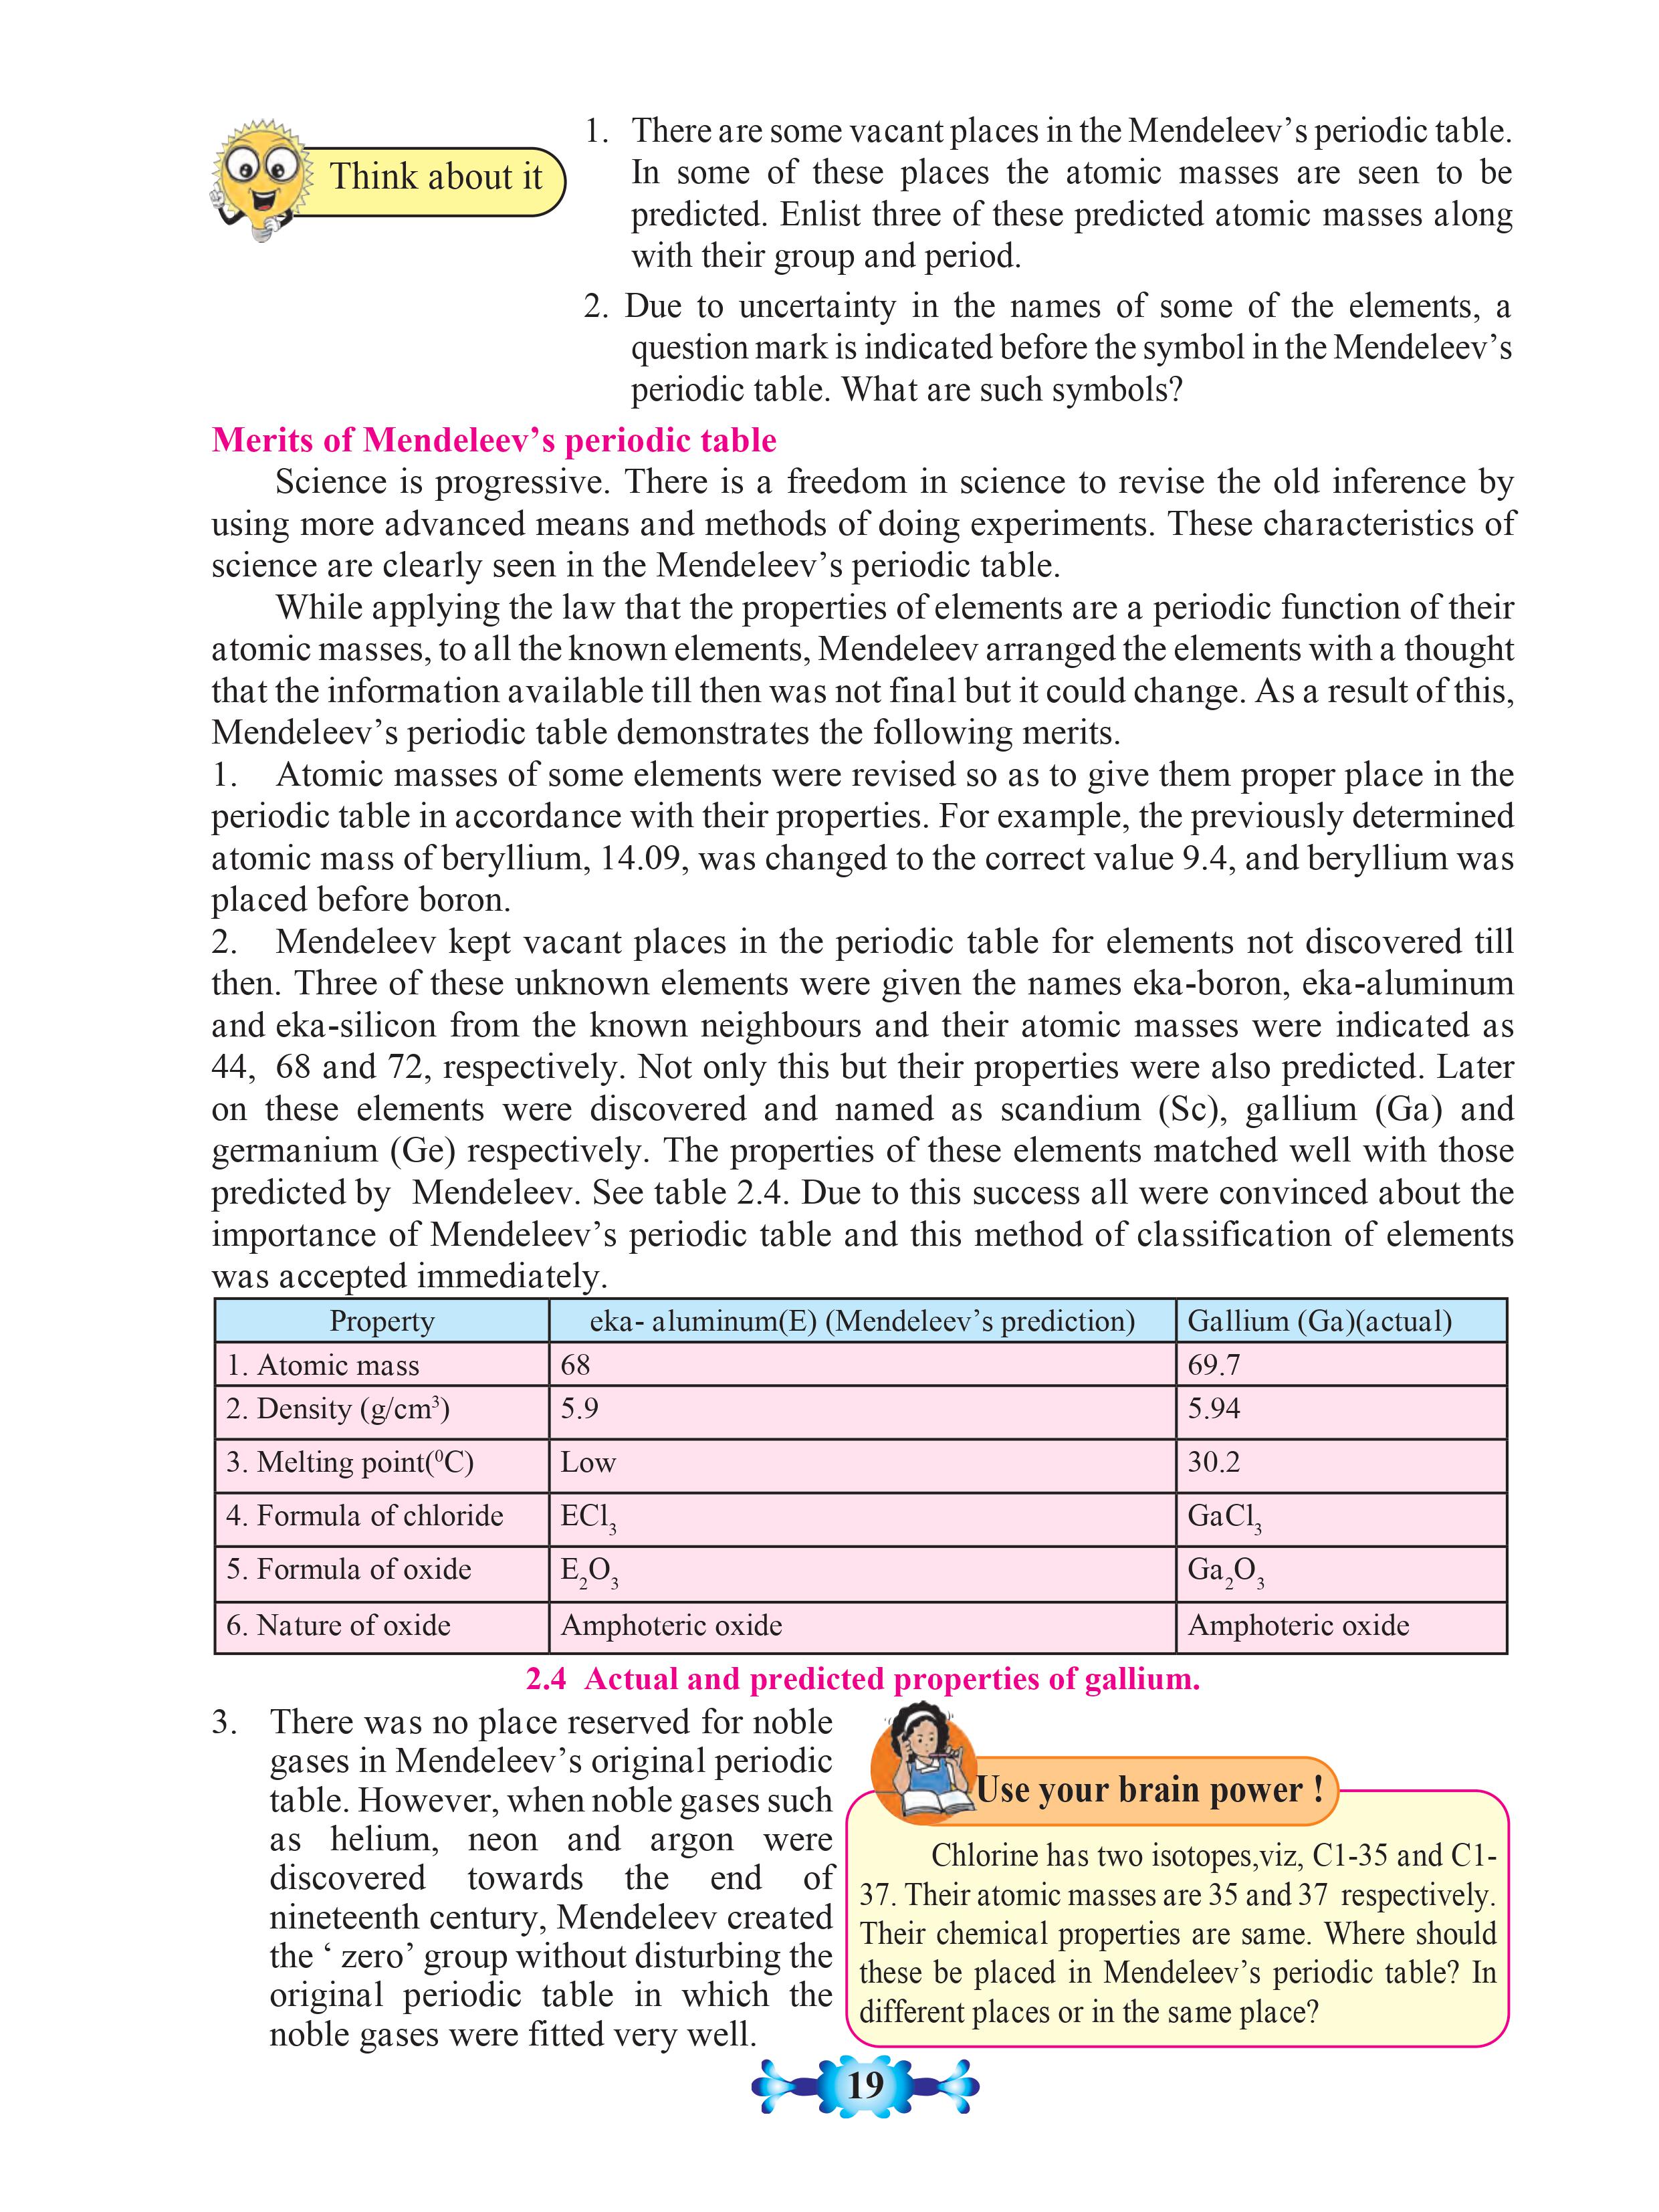 Think about it
1. There are some vacant places in the Mendeleev’s periodic table.
In some of these places the atomic masses are seen to be
predicted. Enlist three of these predicted atomic masses along
with their group and period.
2. Due to uncertainty in the names of some of the elements, a
question mark is indicated before the symbol in the Mendeleev’s
periodic table. What are such symbols?
Merits of Mendeleev’s periodic table
Science is progressive. There is a freedom in science to revise the old inference by
using more advanced means and methods of doing experiments. These characteristics of
science are clearly seen in the Mendeleev’s periodic table.
While applying the law that the properties of elements are a periodic function of their
atomic masses, to all the known elements, Mendeleev arranged the elements with a thought
that the information available till then was not final but it could change. As a result of this,
Mendeleev’s periodic table demonstrates the following merits.
1. Atomic masses of some elements were revised so as to give them proper place in the
periodic table in accordance with their properties. For example, the previously determined
atomic mass of beryllium, 14.09, was changed to the correct value 9.4, and beryllium was
placed before boron.
2. Mendeleev kept vacant places in the periodic table for elements not discovered till
then. Three of these unknown elements were given the names eka-boron, eka-aluminum
and eka-silicon from the known neighbours and their atomic masses were indicated as
44, 68 and 72, respectively. Not only this but their properties were also predicted. Later
on these elements were discovered and named as scandium (Sc), gallium (Ga) and
germanium (Ge) respectively. The properties of these elements matched well with those
predicted by Mendeleev. See table 2.4. Due to this success all were convinced about the
importance of Mendeleev’s periodic table and this method of classification of elements
was accepted immediately.
Property eka- aluminum(E) (Mendeleev’s prediction) Gallium (Ga)(actual)
1. Atomic mass 68 69.7
2. Density (g/cm³) 5.9 5.94
3. Melting point(⁰C) Low 30.2
4. Formula of chloride ECl₃ GaCl₃
5. Formula of oxide E₂O₃ Ga₂O₃
6. Nature of oxide Amphoteric oxide Amphoteric oxide
2.4 Actual and predicted properties of gallium.
3. There was no place reserved for noble
gases in Mendeleev’s original periodic
table. However, when noble gases such
as helium, neon and argon were
discovered towards the end of
nineteenth century, Mendeleev created
the ‘ zero’ group without disturbing the
original periodic table in which the
noble gases were fitted very well.
Use your brain power !
Chlorine has two isotopes,viz, C1-35 and C1-
37. Their atomic masses are 35 and 37 respectively.
Their chemical properties are same. Where should
these be placed in Mendeleev’s periodic table? In
different places or in the same place?
19